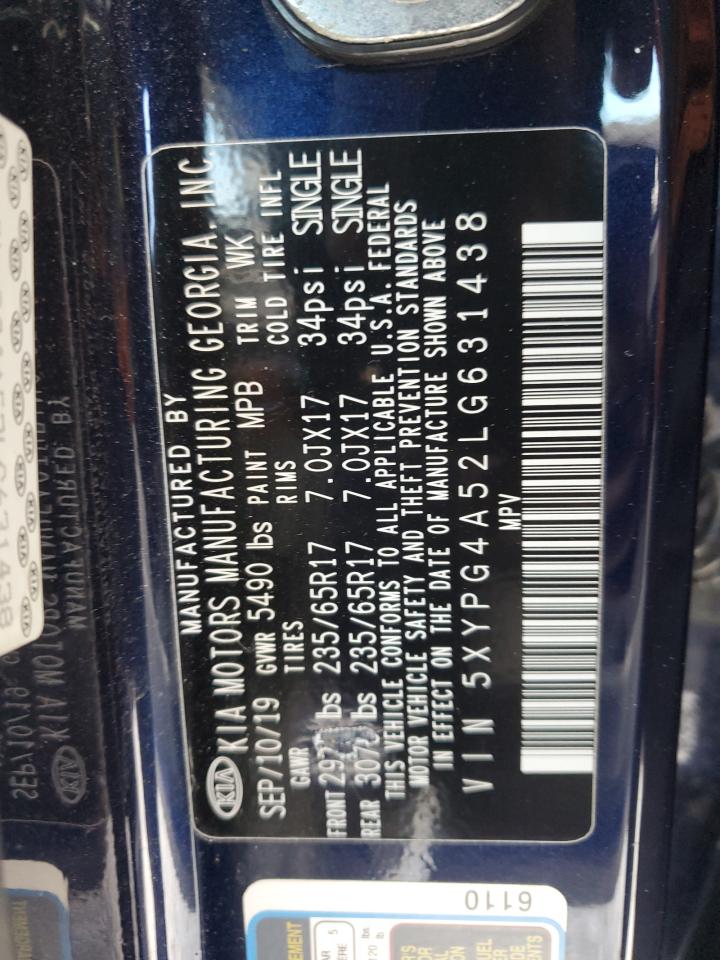 MANUFACTURED BY
KIA KIA MOTORS MANUFACTURING GEORGIA, INC.
SEP/10/19 GVWR 5490 lbs PAINT MPB TRIM WK
GAWR TIRES RIMS COLD TIRE INFL
FRONT lbs 235/65R17 7.0JX17 34psi SINGLE
REAR lbs 235/65R17 7.0JX17 34psi SINGLE
THIS VEHICLE CONFORMS TO ALL APPLICABLE U.S.A. FEDERAL
MOTOR VEHICLE SAFETY AND THEFT PREVENTION STANDARDS
IN EFFECT ON THE DATE OF MANUFACTURE SHOWN ABOVE
VIN 5XYPG4A52LG631438
MPV
6110